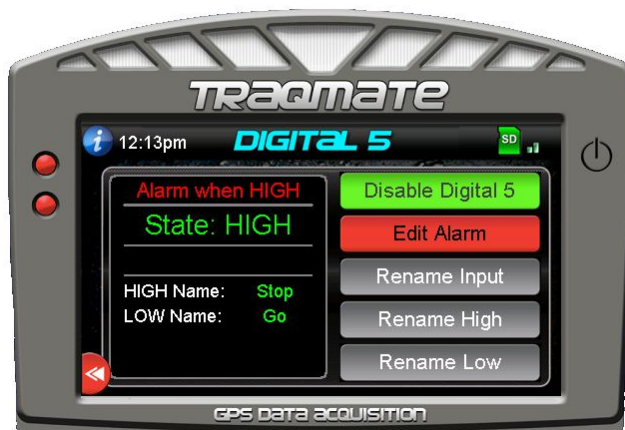 TRAQMATE
12:13pm
DIGITAL 5
SD
Alarm when HIGH
State: HIGH
HIGH Name: Stop
LOW Name: Go
Disable Digital 5
Edit Alarm
Rename Input
Rename High
Rename Low
GPS DATA ACQUISITION